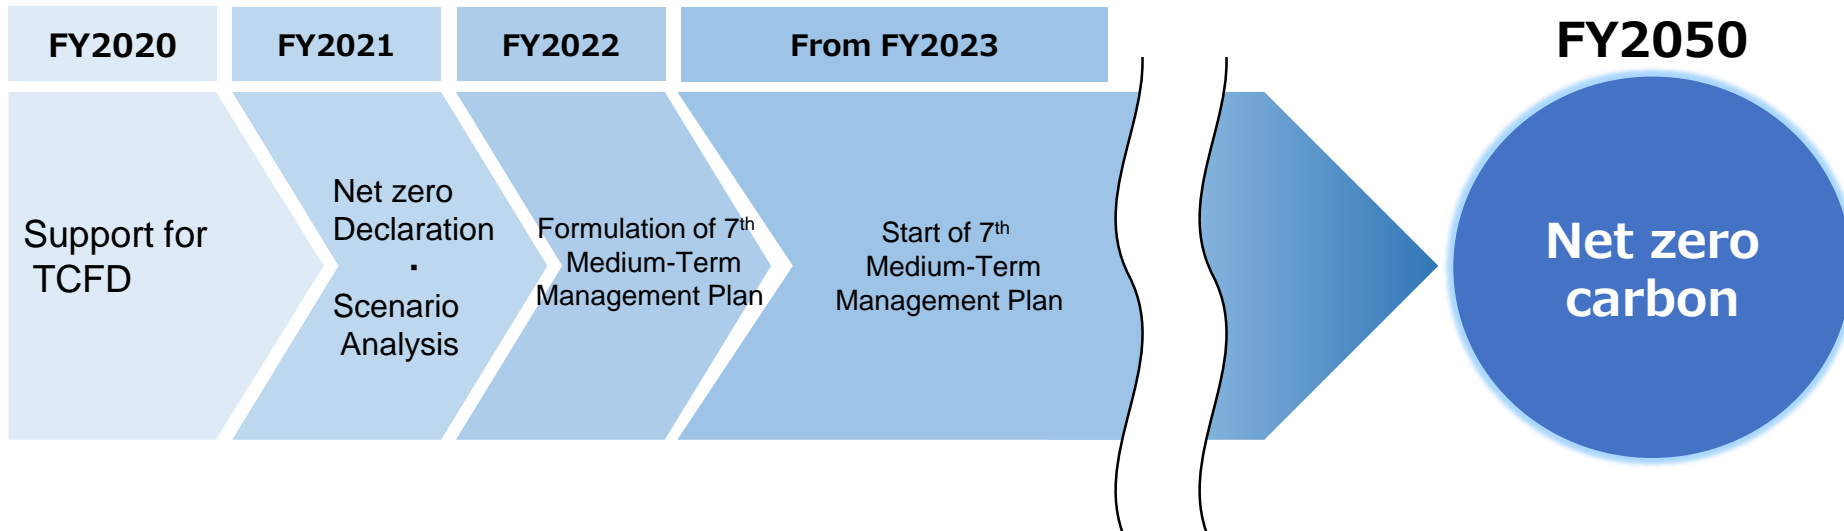 FY2020
FY2021
FY2022
From FY2023
FY2050
Support for
TCFD
Net zero
Declaration
・
Scenario
Analysis
Formulation of 7th
Medium-Term
Management Plan
Start of 7th
Medium-Term
Management Plan
Net zero
carbon